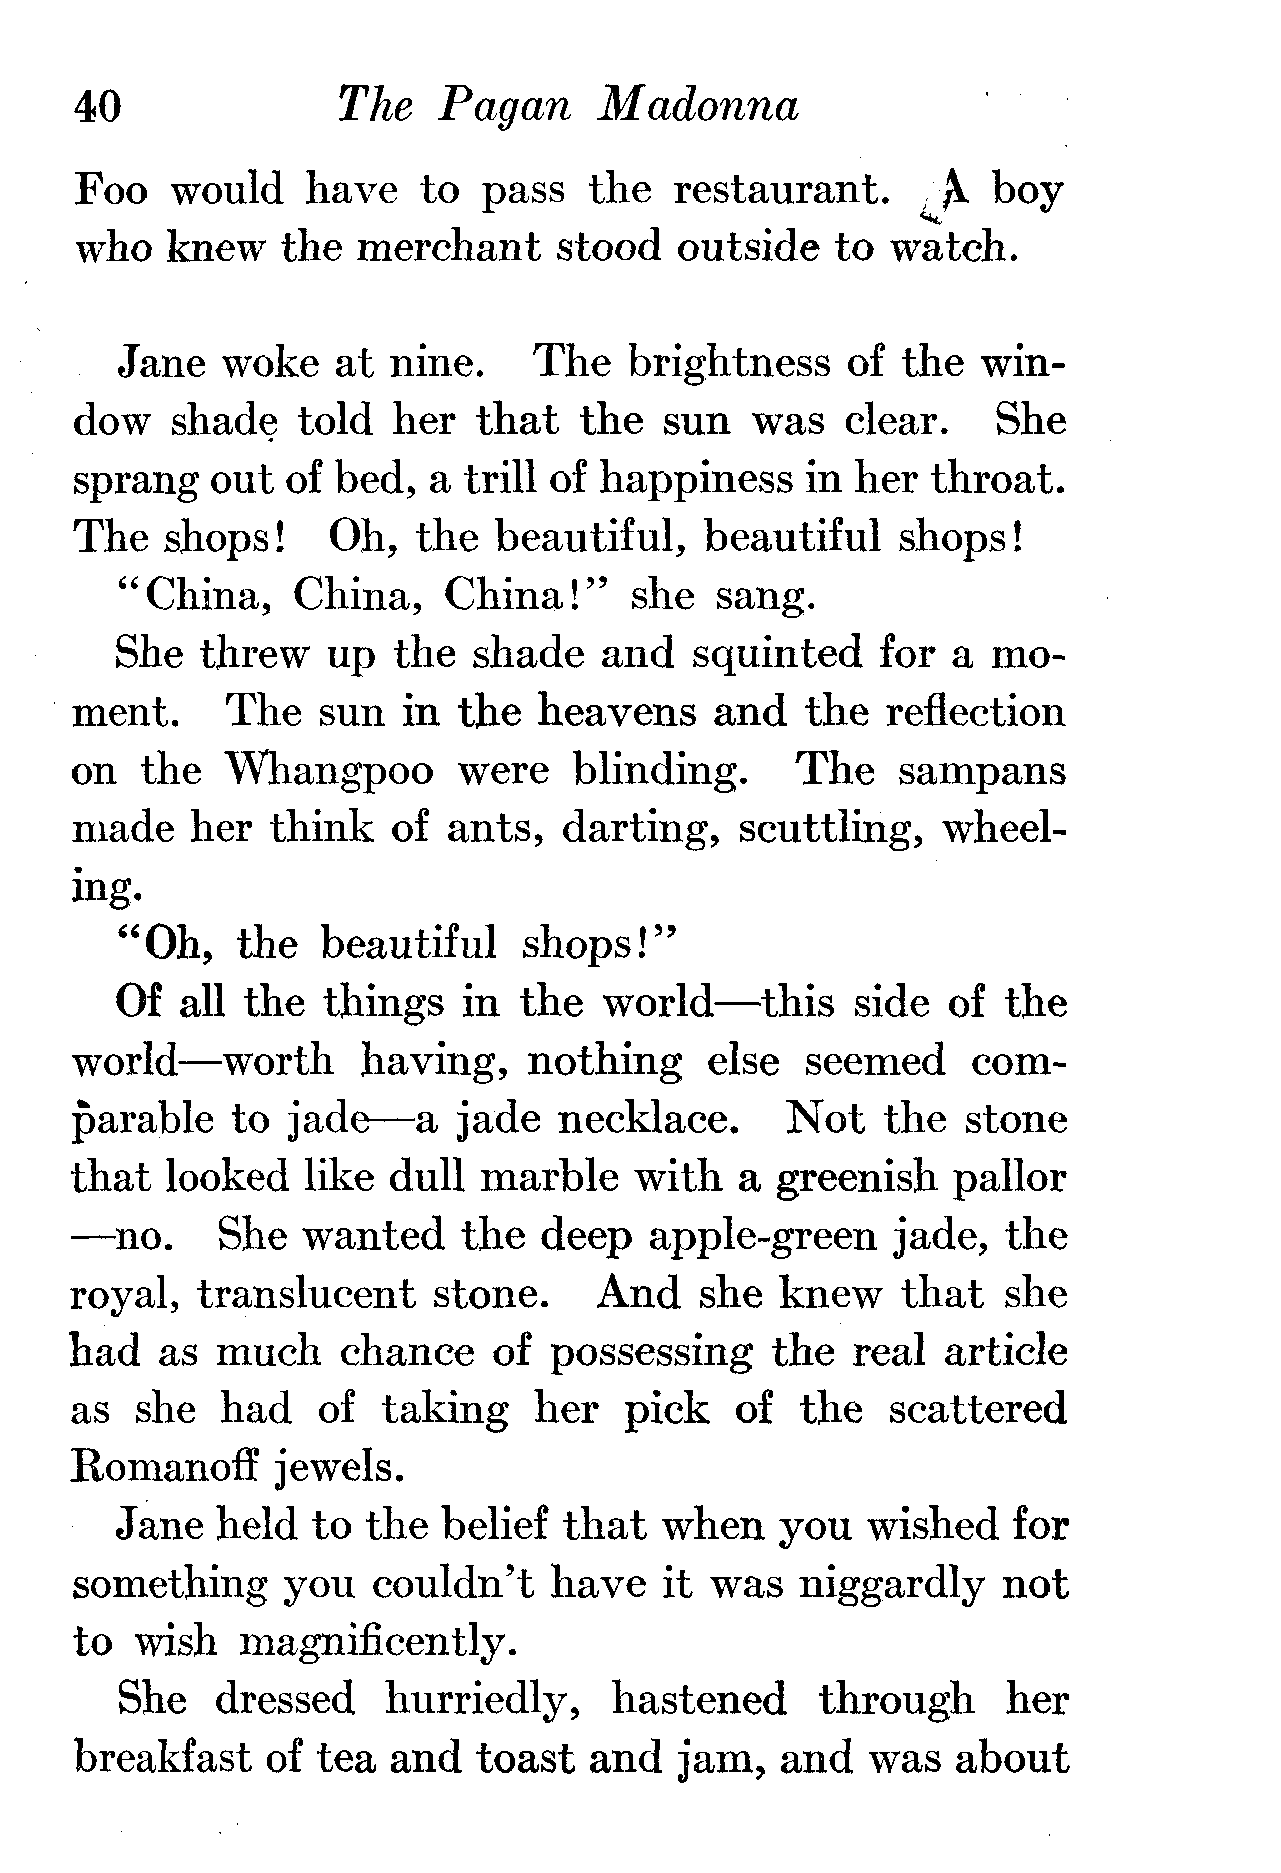 40 The Pagan Madonna
Foo would have to pass the restaurant. A boy
who knew the merchant stood outside to watch.
Jane woke at nine. The brightness of the win-
dow shade told her that the sun was clear. She
sprang out of bed, a trill of happiness in her throat.
The shops! Oh, the beautiful, beautiful shops!
“China, China, China!” she sang.
She threw up the shade and squinted for a mo-
ment. The sun in the heavens and the reflection
on the Whangpoo were blinding. The sampans
made her think of ants, darting, scuttling, wheel-
ing.
“Oh, the beautiful shops!”
Of all the things in the world—this side of the
world—worth having, nothing else seemed com-
parable to jade—a jade necklace. Not the stone
that looked like dull marble with a greenish pallor
—no. She wanted the deep apple-green jade, the
royal, translucent stone. And she knew that she
had as much chance of possessing the real article
as she had of taking her pick of the scattered
Romanoff jewels.
Jane held to the belief that when you wished for
something you couldn’t have it was niggardly not
to wish magnificently.
She dressed hurriedly, hastened through her
breakfast of tea and toast and jam, and was about